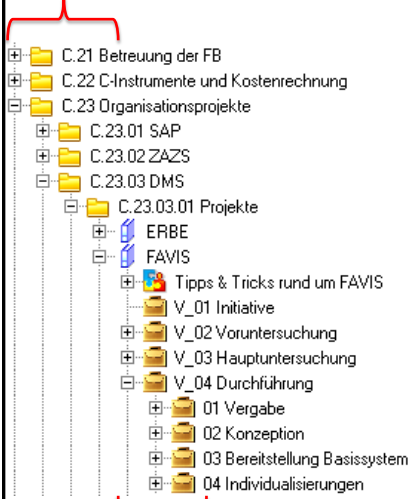 C.21 Betreuung der FB
C.22 C-Instrumente und Kostenrechnung
C.23 Organisationsprojekte
C.23.01 SAP
C.23.02 ZAZS
C.23.03 DMS
C.23.03.01 Projekte
ERBE
FAVIS
Tipps & Tricks rund um FAVIS
V_01 Initiative
V_02 Voruntersuchung
V_03 Hauptuntersuchung
V_04 Durchführung
01 Vergabe
02 Konzeption
03 Bereitstellung Basissystem
04 Individualisierungen